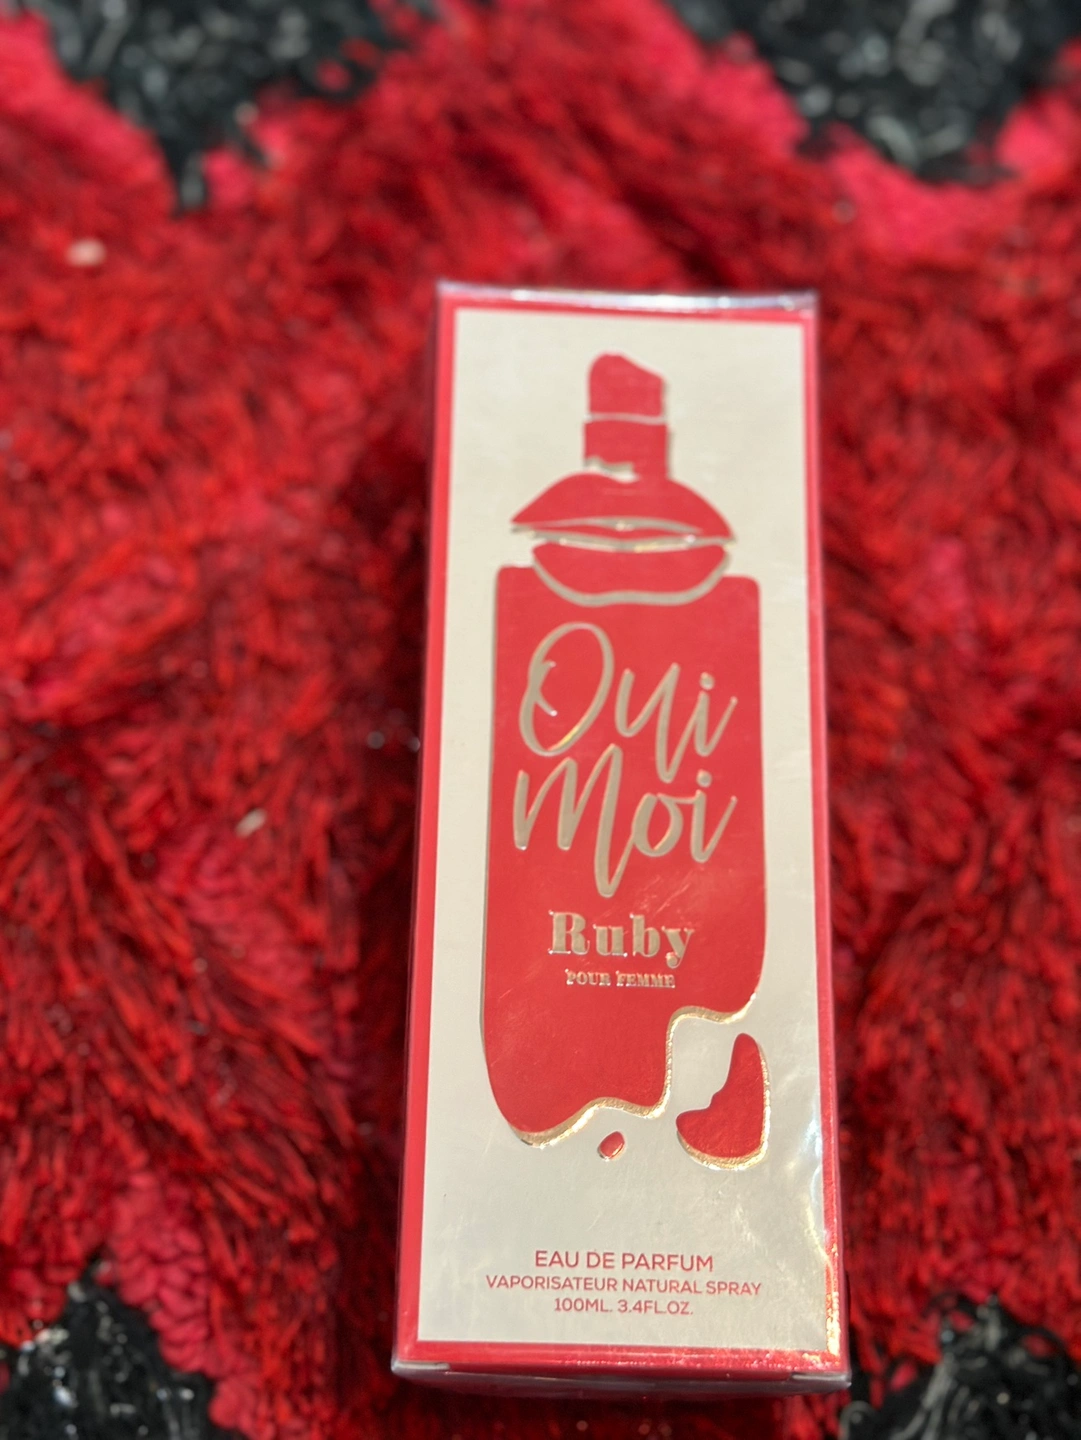 Oui
Moi
Ruby
POUR FEMME
EAU DE PARFUM
VAPORISATEUR NATURAL SPRAY
100ML. 3.4FL.OZ.